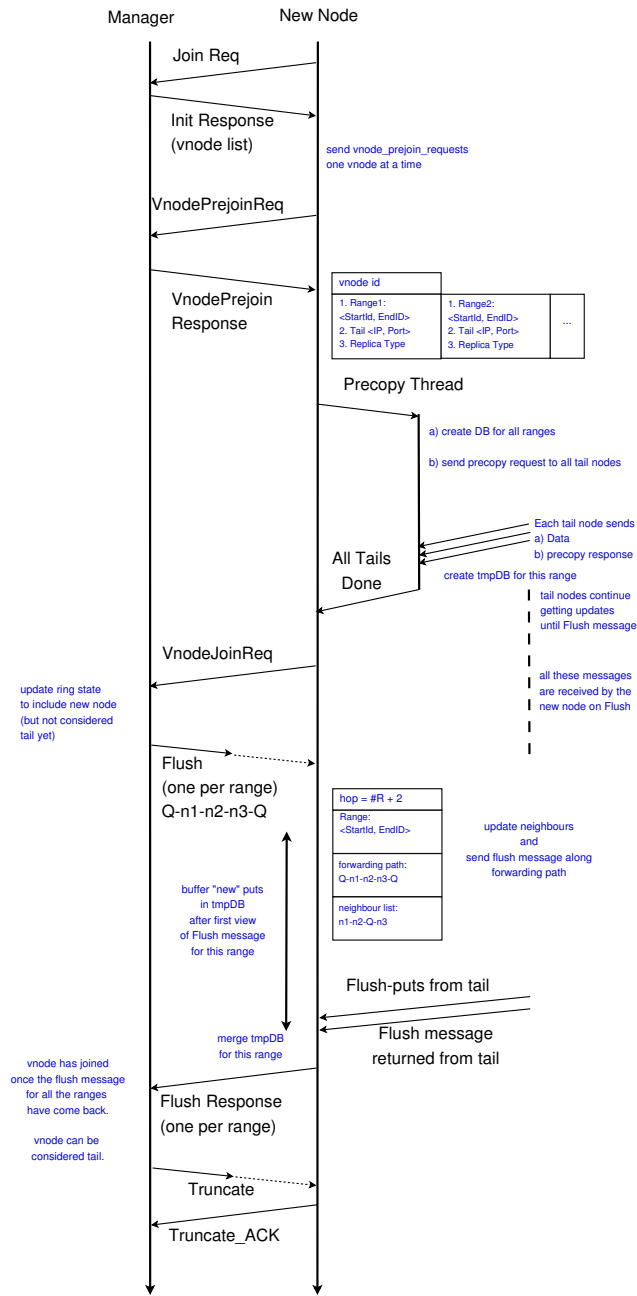 Manager
New Node
Join Req
Init Response
(vnode list)
send vnode_prejoin_requests
one vnode at a time
VnodePrejoinReq
VnodePrejoin
Response
vnode id
1. Range1:
<StartId, EndID>
2. Tail <IP, Port>
3. Replica Type
1. Range2:
<StartId, EndID>
2. Tail <IP, Port>
3. Replica Type
...
Precopy Thread
a) create DB for all ranges
b) send precopy request to all tail nodes
Each tail node sends
a) Data
b) precopy response
All Tails
Done
create tmpDB for this range
tail nodes continue
getting updates
until Flush message
VnodeJoinReq
all these messages
are received by the
new node on Flush
update ring state
to include new node
(but not considered
tail yet)
Flush
(one per range)
Q-n1-n2-n3-Q
hop = #R + 2
Range:
<StartId, EndID>
forwarding path:
Q-n1-n2-n3-Q
neighbour list:
n1-n2-Q-n3
update neighbours
and
send flush message along
forwarding path
buffer "new" puts
in tmpDB
after first view
of Flush message
for this range
Flush-puts from tail
Flush message
returned from tail
merge tmpDB
for this range
vnode has joined
once the flush message
for all the ranges
have come back.
vnode can be
considered tail.
Flush Response
(one per range)
Truncate
Truncate_ACK